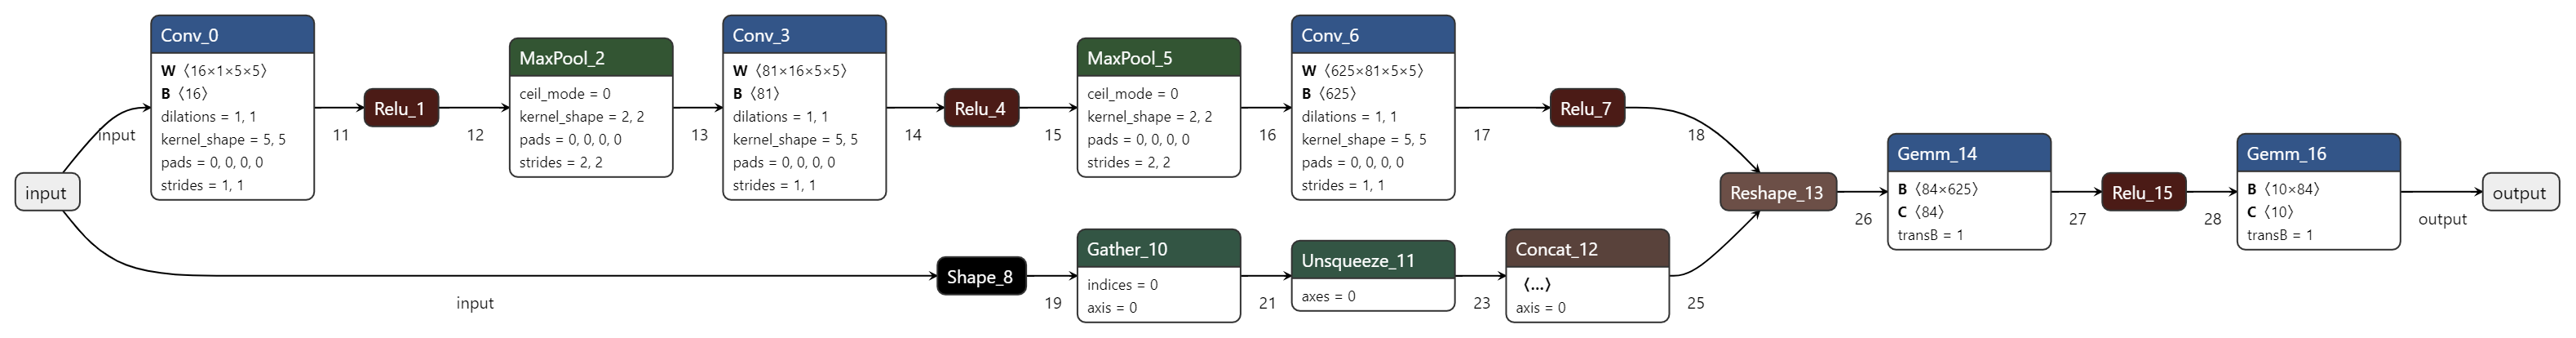 input
input
input
Conv_0
W ⟨16×1×5×5⟩
B ⟨16⟩
dilations = 1, 1
kernel_shape = 5, 5
pads = 0, 0, 0, 0
strides = 1, 1
11
Relu_1
12
MaxPool_2
ceil_mode = 0
kernel_shape = 2, 2
pads = 0, 0, 0, 0
strides = 2, 2
13
Conv_3
W ⟨81×16×5×5⟩
B ⟨81⟩
dilations = 1, 1
kernel_shape = 5, 5
pads = 0, 0, 0, 0
strides = 1, 1
14
Relu_4
15
MaxPool_5
ceil_mode = 0
kernel_shape = 2, 2
pads = 0, 0, 0, 0
strides = 2, 2
16
Conv_6
W ⟨625×81×5×5⟩
B ⟨625⟩
dilations = 1, 1
kernel_shape = 5, 5
pads = 0, 0, 0, 0
strides = 1, 1
17
Relu_7
18
Shape_8
19
Gather_10
indices = 0
axis = 0
21
Unsqueeze_11
axes = 0
23
Concat_12
⟨...⟩
axis = 0
25
Reshape_13
26
Gemm_14
B ⟨84×625⟩
C ⟨84⟩
transB = 1
27
Relu_15
28
Gemm_16
B ⟨10×84⟩
C ⟨10⟩
transB = 1
output
output